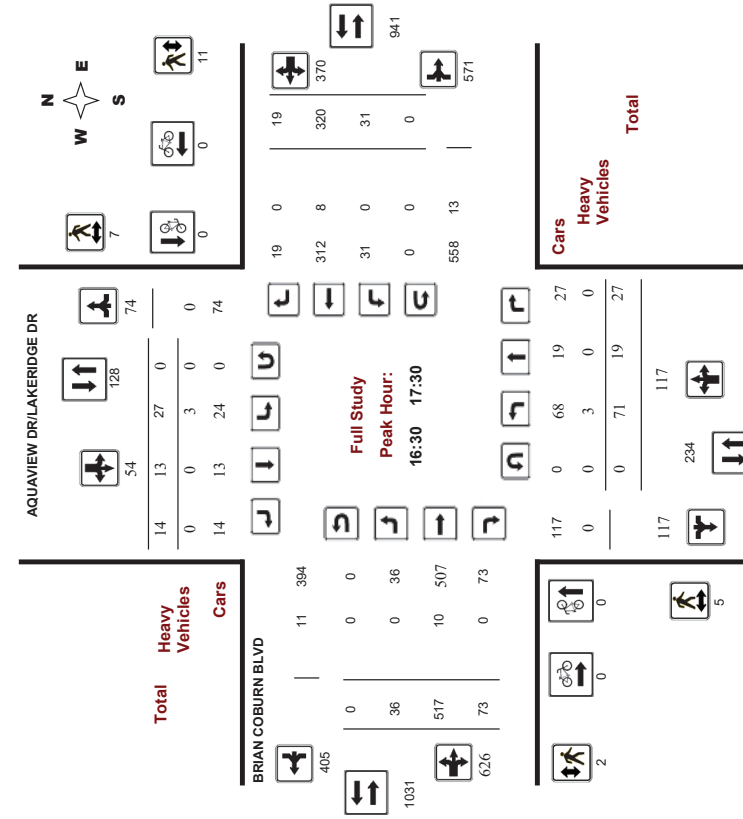 AQUAVIEW DR/LAKERIDGE DR
N
W E
S
7
11
0
0
54
128
74
14 13 27 0
0 0 3 0 0
14 13 24 0 74
Total
Heavy
Vehicles
Cars
941
370
571
19 0 19
312 8 320
31 0 31
0 0 0
558 13
Full Study
Peak Hour:
16:30 17:30
BRIAN COBURN BLVD
405
11 394
1031
626
0 0 0
36 0 36
517 10 507
73 0 73
Cars
Heavy
Vehicles
Total
117 0 68 19 27
0 0 3 0 0
0 71 19 27
117
117
234
0
0
2
5